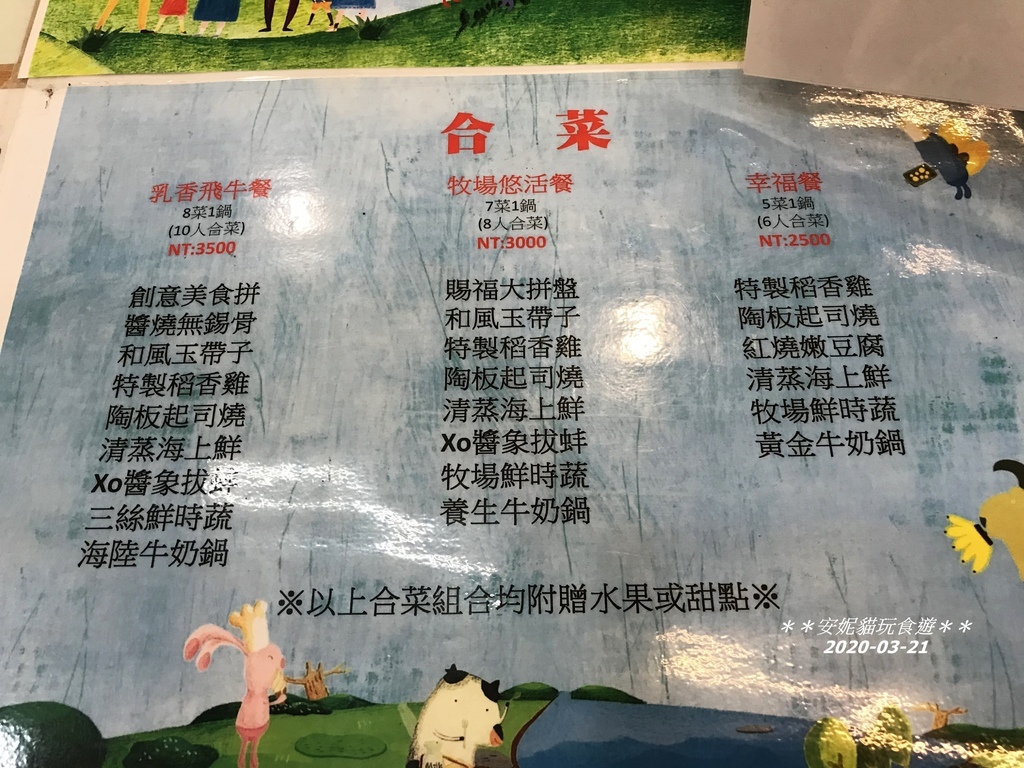 合 菜
乳香飛牛餐
8菜1鍋
(10人合菜)
NT:3500
創意美食拼
醬燒無錫骨
和風玉帶子
特製稻香雞
陶板起司燒
清蒸海上鮮
Xo醬象拔蚌
三絲鮮時蔬
海陸牛奶鍋
牧場悠活餐
7菜1鍋
(8人合菜)
NT:3000
賜福大拼盤
和風玉帶子
特製稻香雞
陶板起司燒
清蒸海上鮮
Xo醬象拔蚌
牧場鮮時蔬
養生牛奶鍋
幸福餐
5菜1鍋
(6人合菜)
NT:2500
特製稻香雞
陶板起司燒
紅燒嫩豆腐
清蒸海上鮮
牧場鮮時蔬
黃金牛奶鍋
※以上合菜組合均附贈水果或甜點※
＊＊安妮貓玩食遊＊＊
2020-03-21